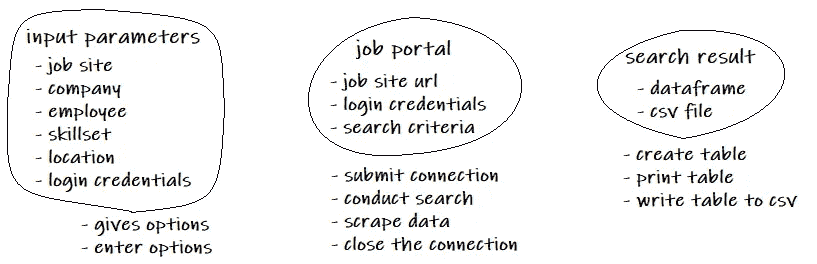 input parameters
- job site
- company
- employee
- skillset
- location
- login credentials
- gives options
- enter options
job portal
- job site url
- login credentials
- search criteria
- submit connection
- conduct search
- scrape data
- close the connection
search result
- dataframe
- csv file
- create table
- print table
- write table to csv